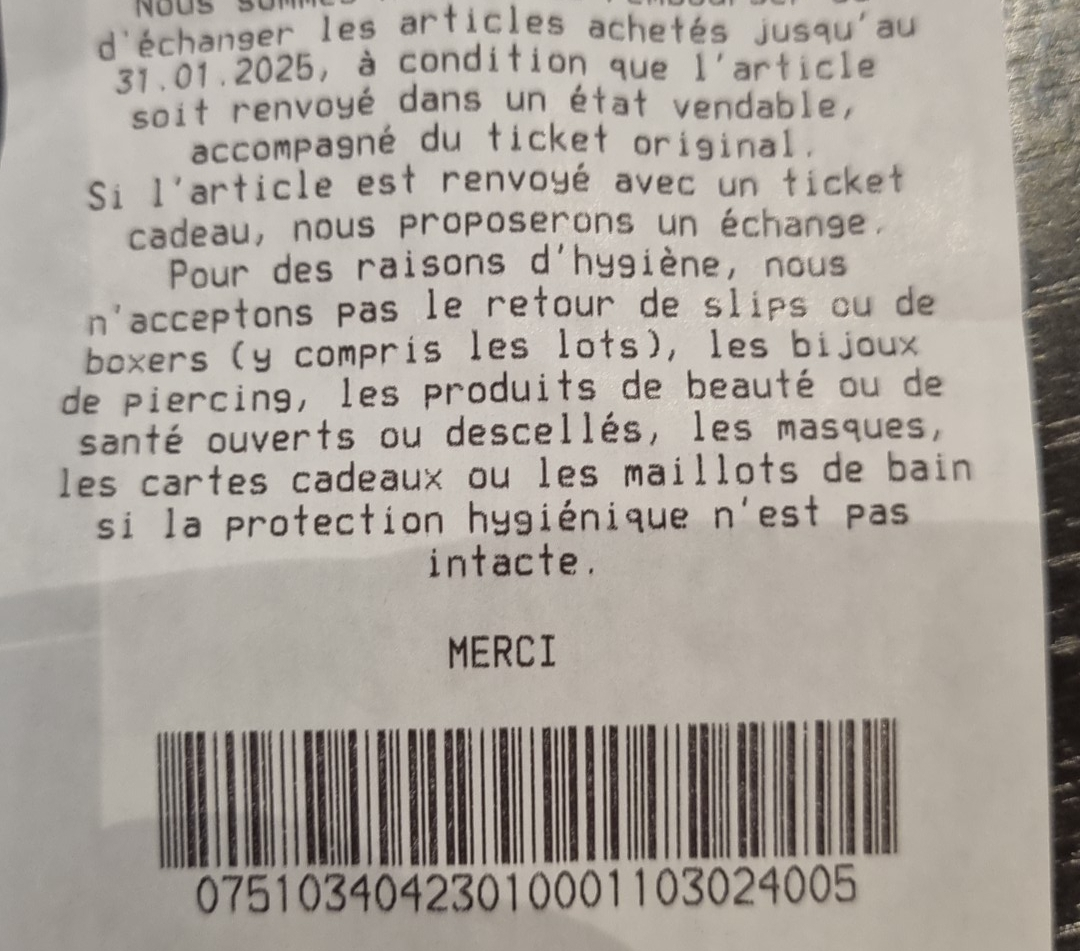 d'échanger les articles achetés jusqu'au
31.01.2025, à condition que l'article
soit renvoyé dans un état vendable,
accompagné du ticket original.
Si l'article est renvoyé avec un ticket
cadeau, nous proposerons un échange.
Pour des raisons d'hygiène, nous
n'acceptons pas le retour de slips ou de
boxers (y compris les lots), les bijoux
de piercing, les produits de beauté ou de
santé ouverts ou descellés, les masques,
les cartes cadeaux ou les maillots de bain
si la protection hygiénique n'est pas
intacte.
MERCI
07510340423010001103024005